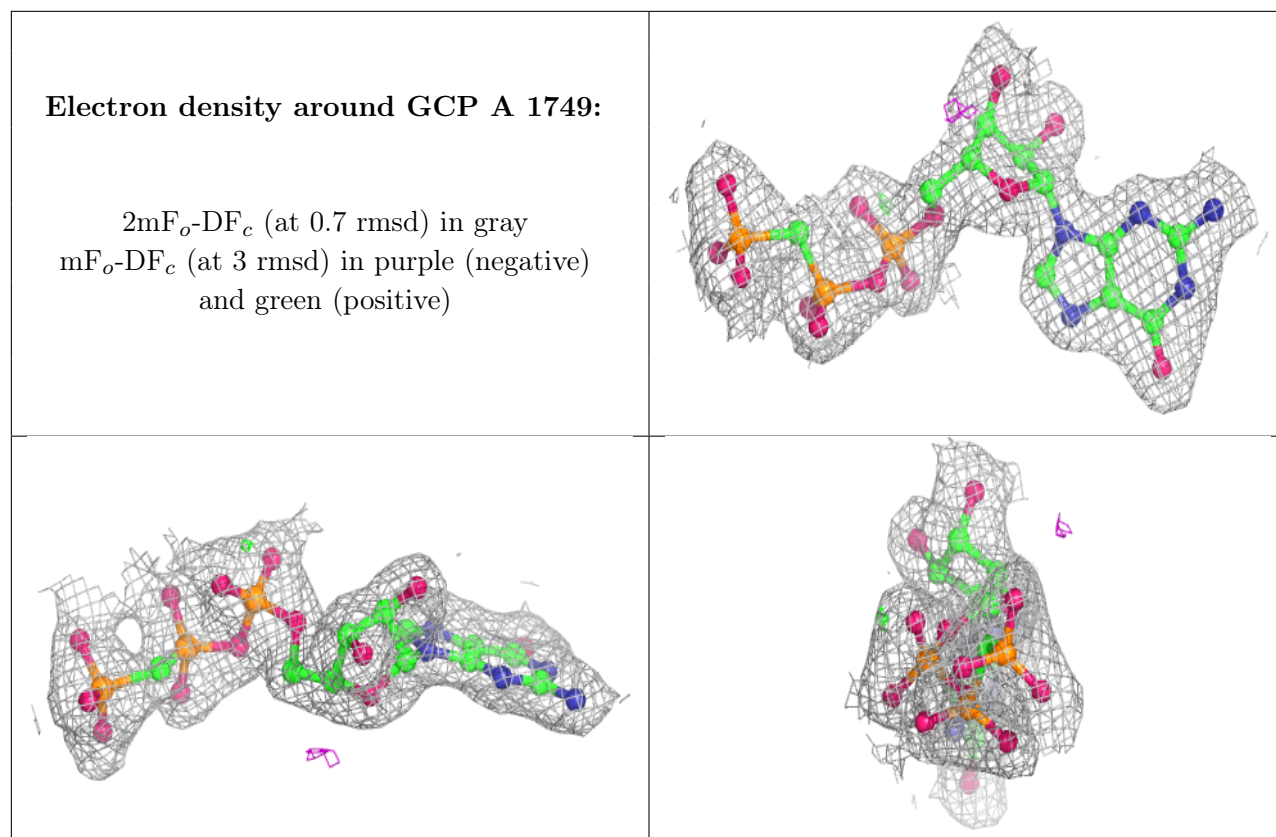 Electron density around GCP A 1749:
2mFo-DFc (at 0.7 rmsd) in gray
mFo-DFc (at 3 rmsd) in purple (negative)
and green (positive)